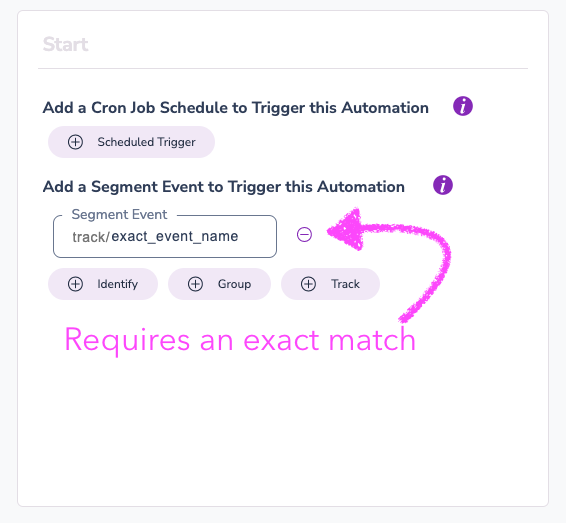 Start
Add a Cron Job Schedule to Trigger this Automation i
Scheduled Trigger
Add a Segment Event to Trigger this Automation i
Segment Event
track/exact_event_name
Identify Group Track
Requires an exact match